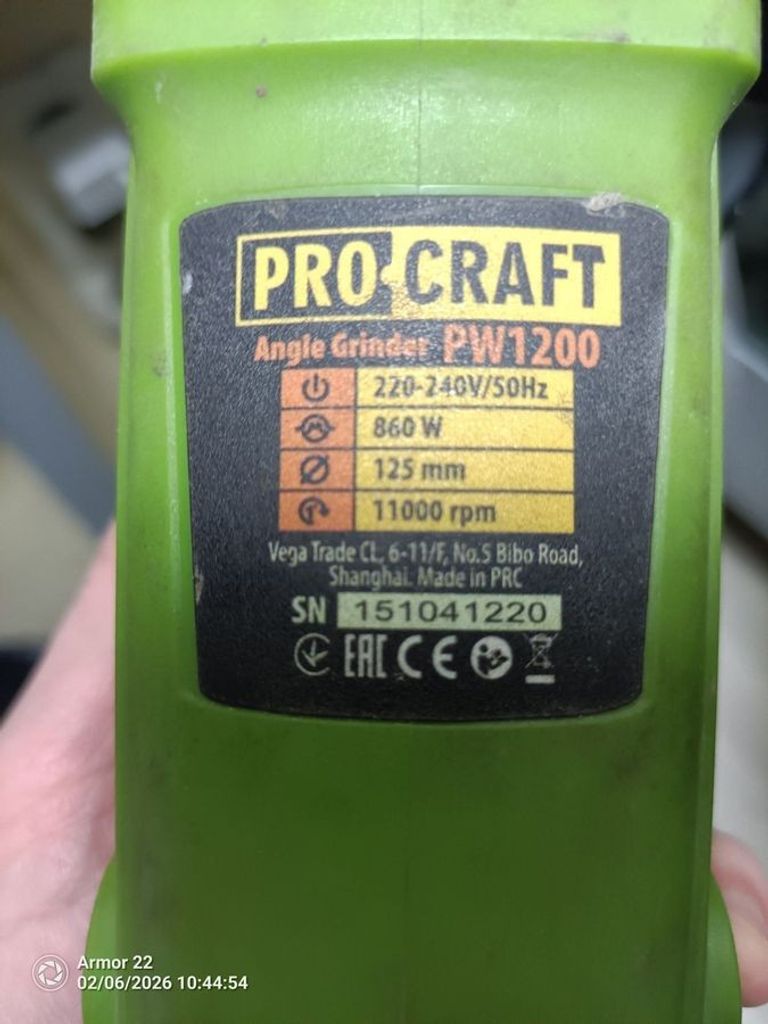 PRO CRAFT
Angle Grinder PW1200
220-240V/50Hz
860 W
125 mm
11000 rpm
Vega Trade CL. 6-11/F, No.5 Bibo Road,
Shanghai. Made in PRC
SN 151041220
EAC CE
Armor 22
02/06/2026 10:44:54